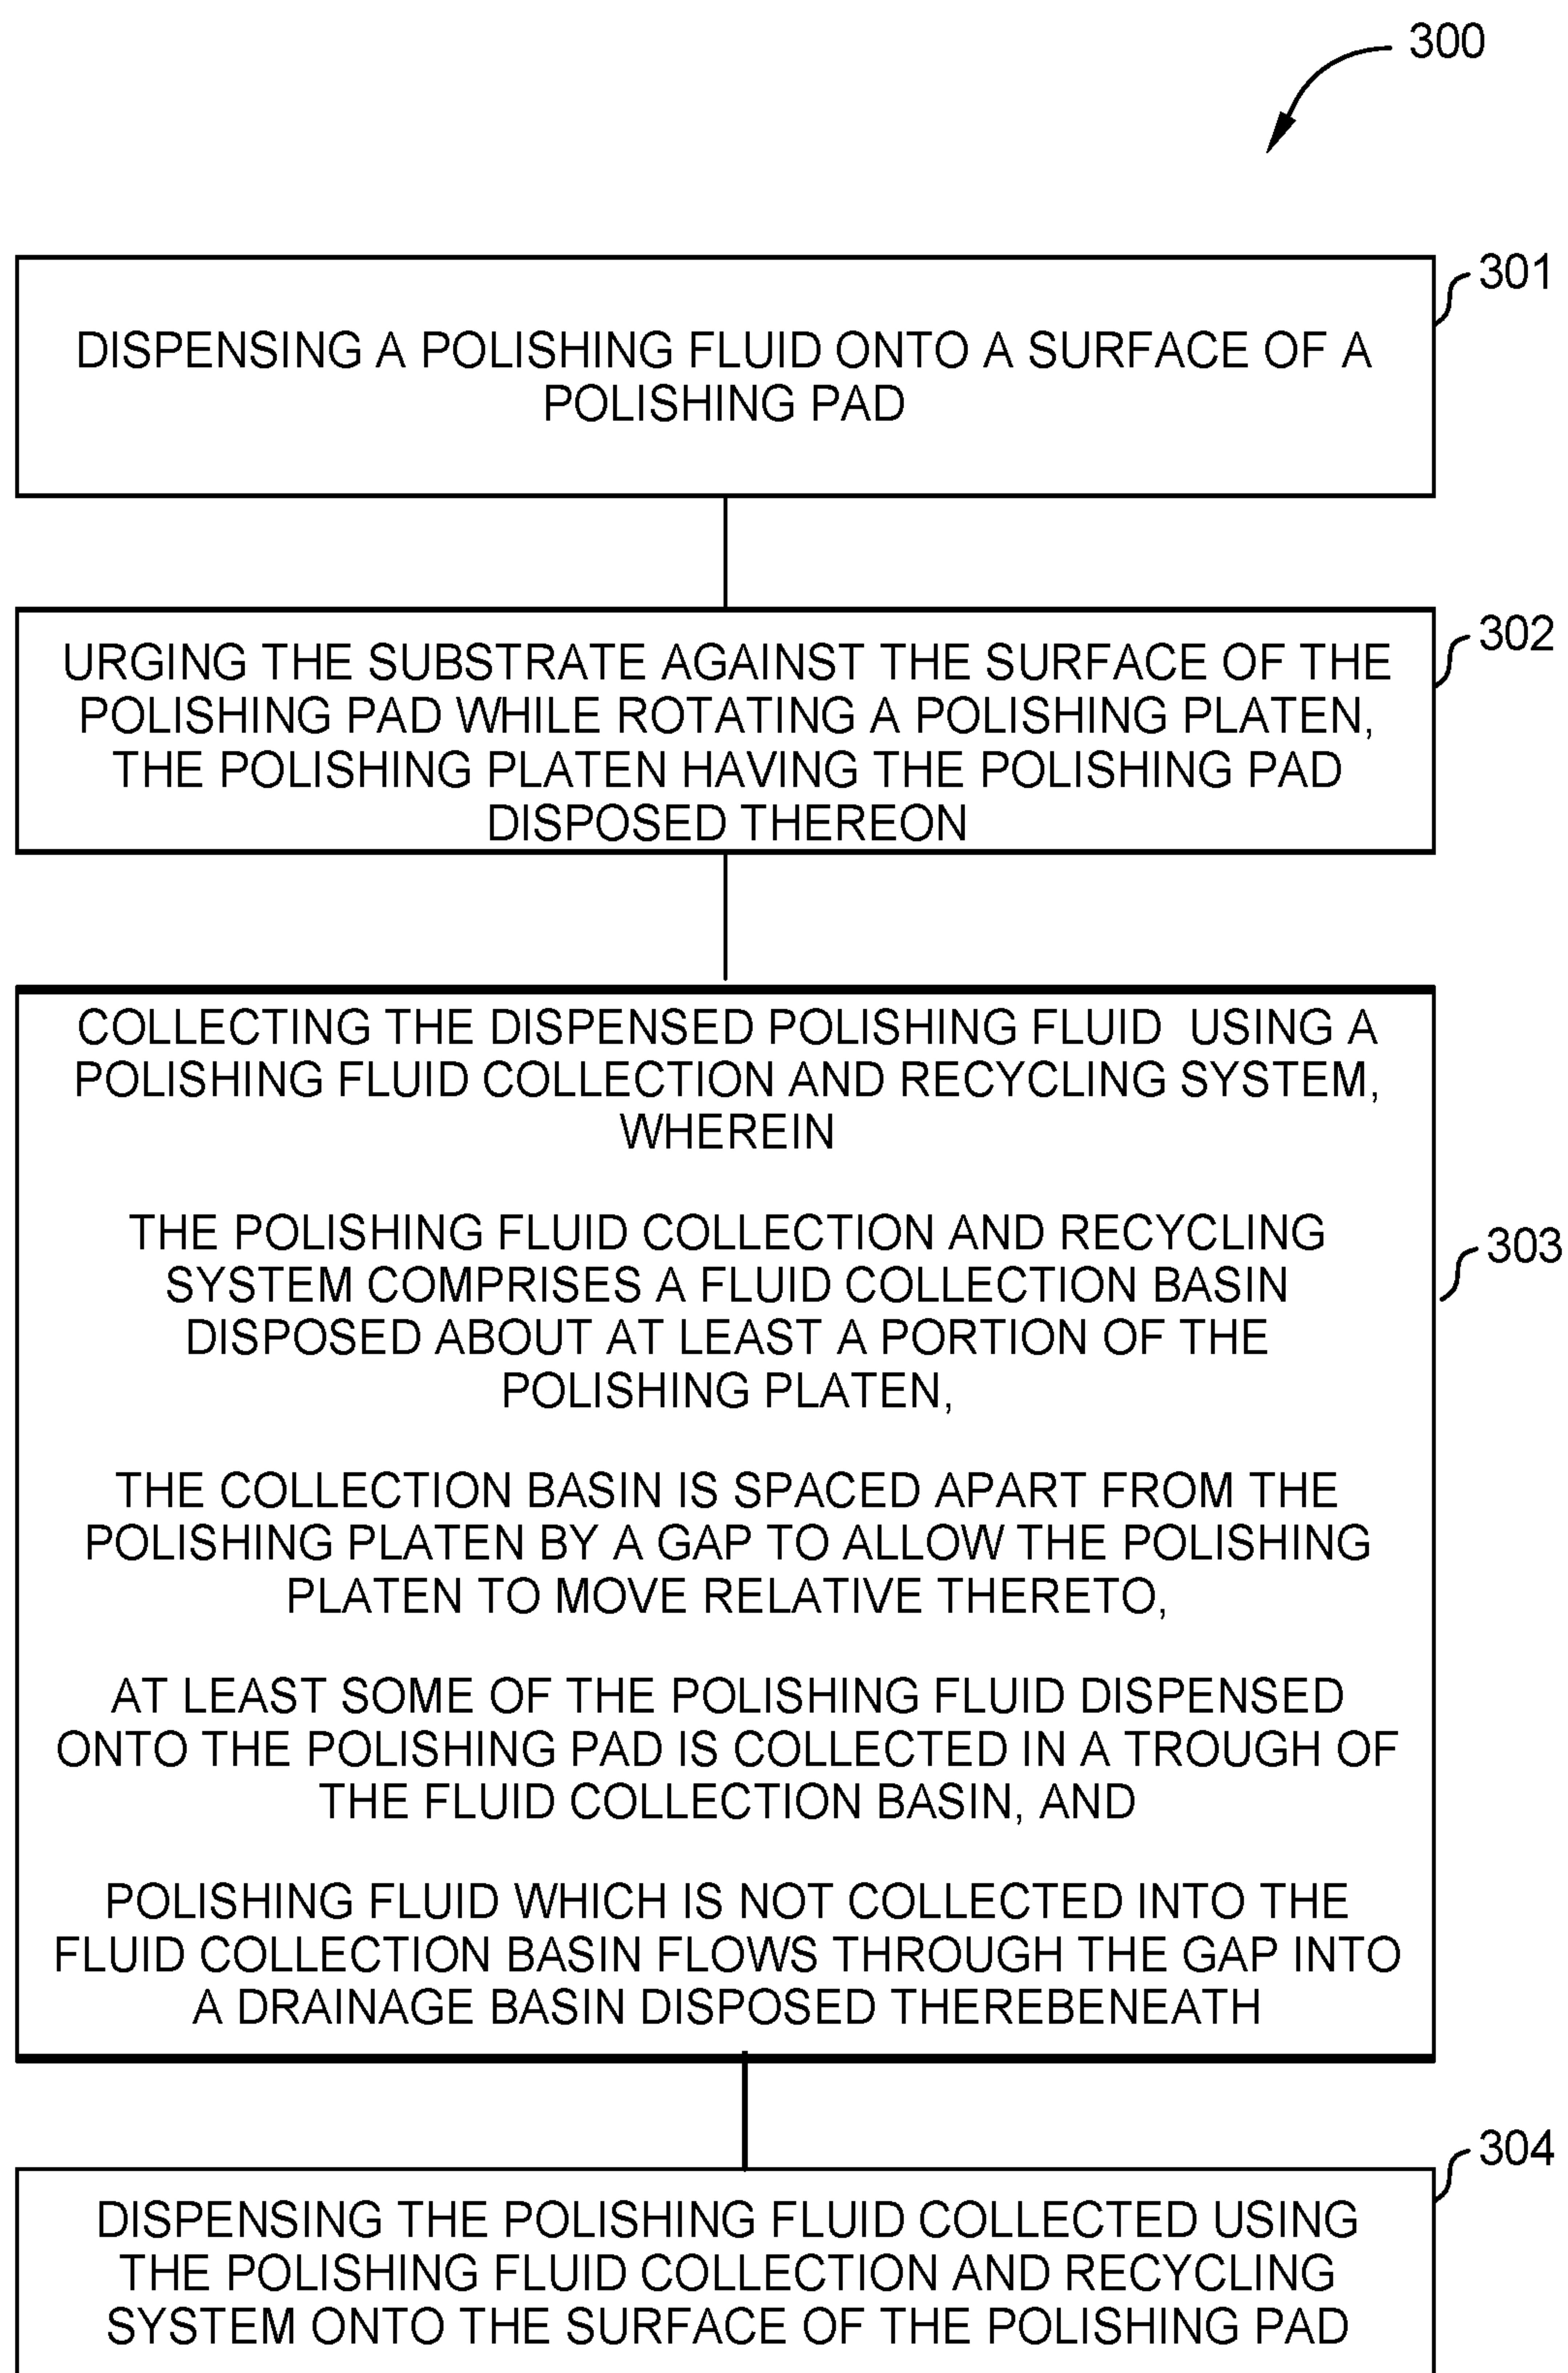 300
301
DISPENSING A POLISHING FLUID ONTO A SURFACE OF A
POLISHING PAD
302
URGING THE SUBSTRATE AGAINST THE SURFACE OF THE
POLISHING PAD WHILE ROTATING A POLISHING PLATEN,
THE POLISHING PLATEN HAVING THE POLISHING PAD
DISPOSED THEREON
303
COLLECTING THE DISPENSED POLISHING FLUID USING A
POLISHING FLUID COLLECTION AND RECYCLING SYSTEM,
WHEREIN
THE POLISHING FLUID COLLECTION AND RECYCLING
SYSTEM COMPRISES A FLUID COLLECTION BASIN
DISPOSED ABOUT AT LEAST A PORTION OF THE
POLISHING PLATEN,
THE COLLECTION BASIN IS SPACED APART FROM THE
POLISHING PLATEN BY A GAP TO ALLOW THE POLISHING
PLATEN TO MOVE RELATIVE THERETO,
AT LEAST SOME OF THE POLISHING FLUID DISPENSED
ONTO THE POLISHING PAD IS COLLECTED IN A TROUGH OF
THE FLUID COLLECTION BASIN, AND
POLISHING FLUID WHICH IS NOT COLLECTED INTO THE
FLUID COLLECTION BASIN FLOWS THROUGH THE GAP INTO
A DRAINAGE BASIN DISPOSED THEREBENEATH
304
DISPENSING THE POLISHING FLUID COLLECTED USING
THE POLISHING FLUID COLLECTION AND RECYCLING
SYSTEM ONTO THE SURFACE OF THE POLISHING PAD